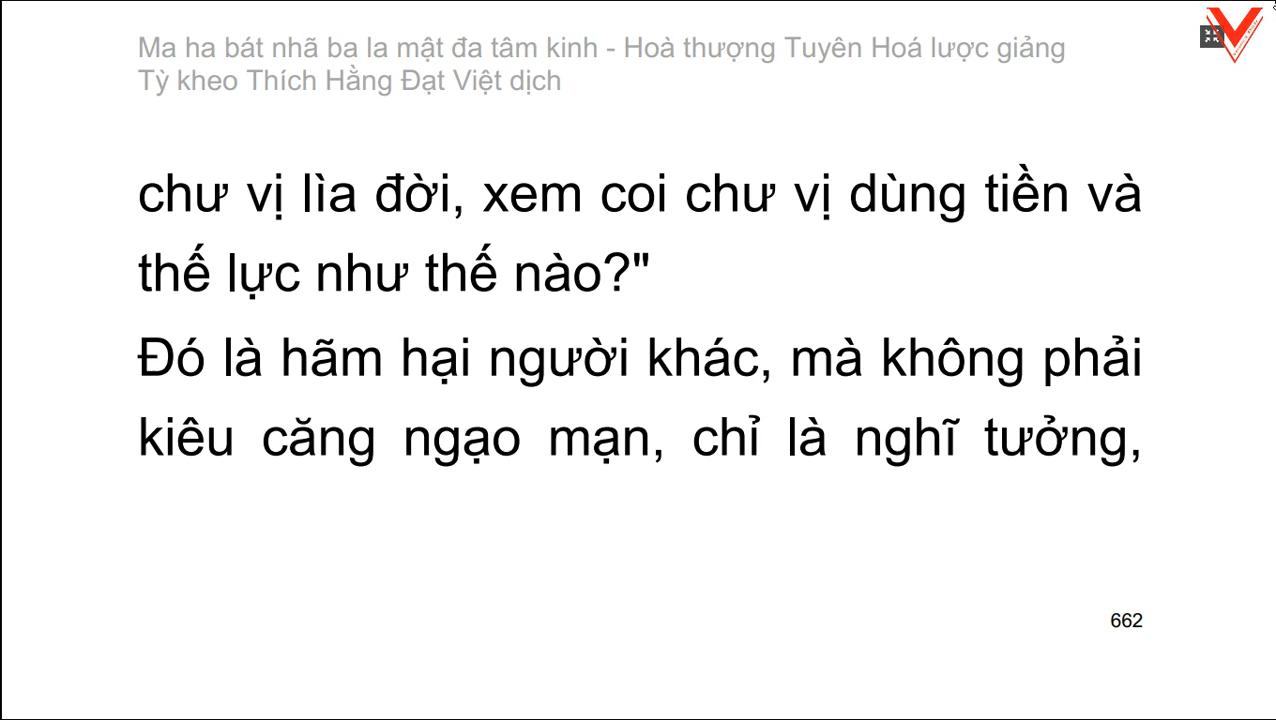 Ma ha bát nhã ba la mật đa tâm kinh - Hoà thượng Tuyên Hoá lược giảng
Tỳ kheo Thích Hằng Đạt Việt dịch
chư vị lìa đời, xem coi chư vị dùng tiền và
thế lực như thế nào?"
Đó là hãm hại người khác, mà không phải
kiêu căng ngạo mạn, chỉ là nghĩ tưởng,
662